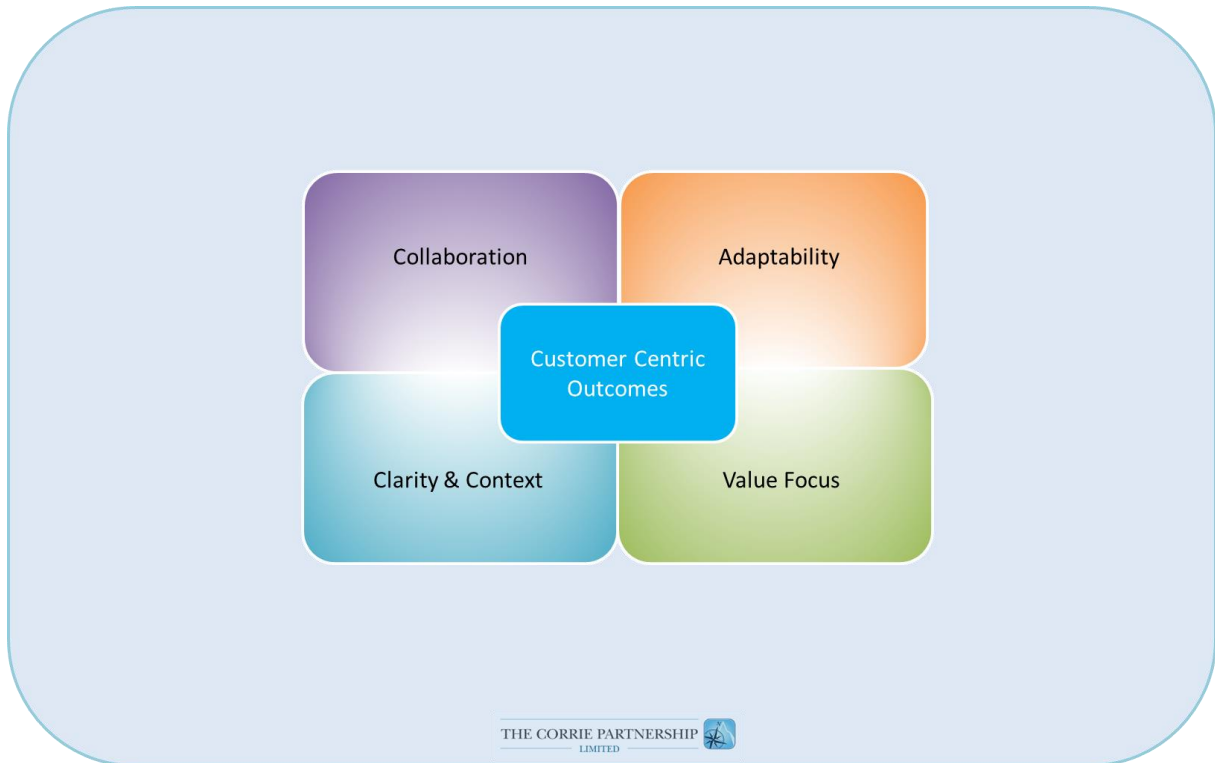 Collaboration
Adaptability
Customer Centric
Outcomes
Clarity & Context
Value Focus
THE CORRIE PARTNERSHIP
LIMITED